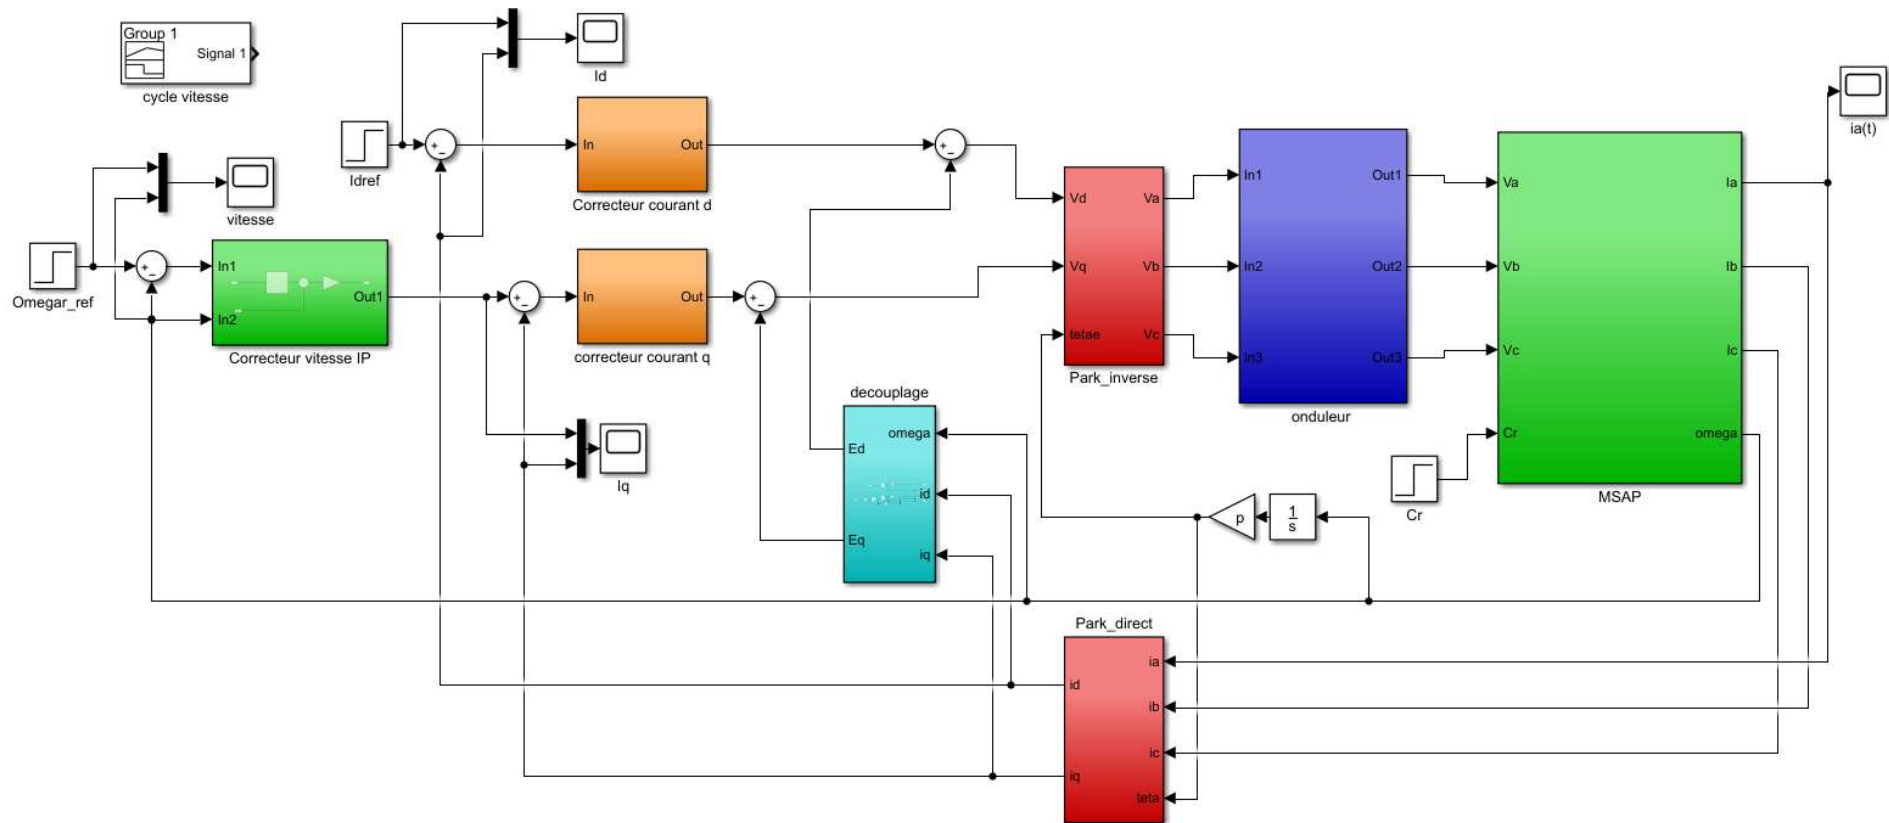 Group 1
Signal 1
cycle vitesse
Id
Idref
+
−
In
Out
Correcteur courant d
+
−
ia(t)
vitesse
Omegar_ref
+
−
In1
In2
Out1
Correcteur vitesse IP
+
−
In
Out
correcteur courant q
+
−
Vd
Vq
tetae
Va
Vb
Vc
Park_inverse
In1
In2
In3
Out1
Out2
Out3
onduleur
Va
Vb
Vc
Cr
Ia
Ib
Ic
omega
MSAP
Cr
Iq
decouplage
Ed
Eq
omega
id
iq
p
1
s
Park_direct
id
iq
ia
ib
ic
teta